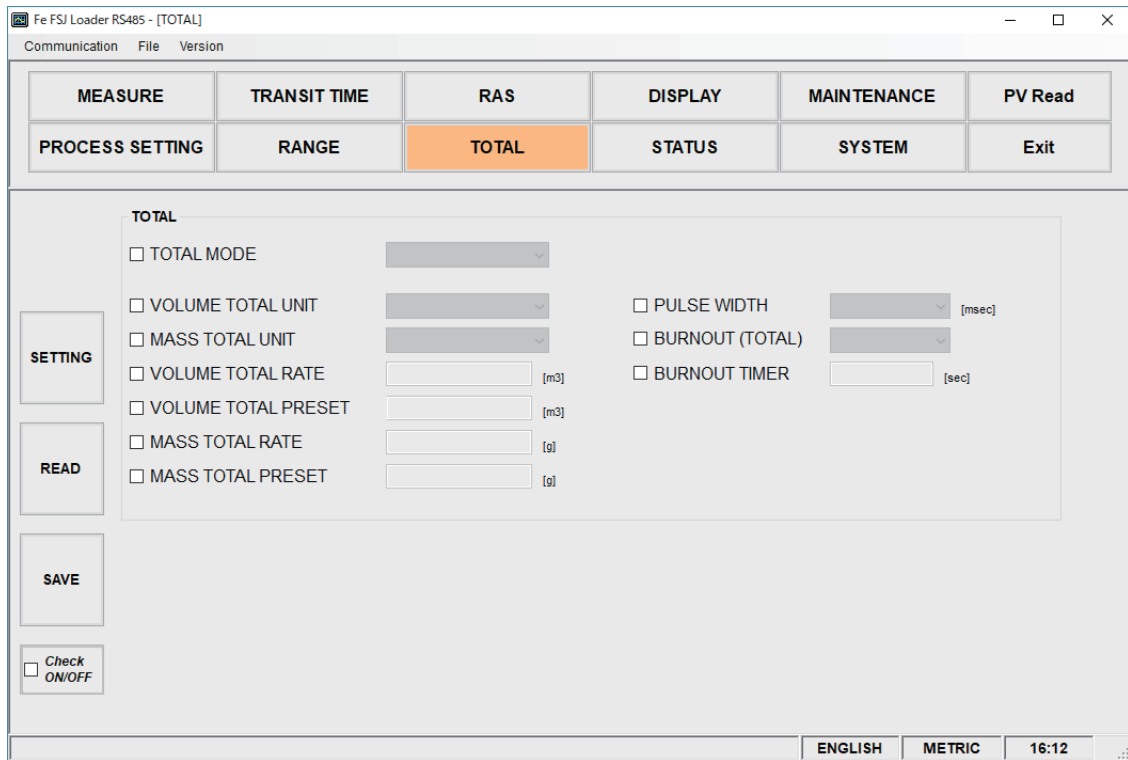 Fe FSJ Loader RS485 - [TOTAL]
Communication File Version
MEASURE TRANSIT TIME RAS DISPLAY MAINTENANCE PV Read
PROCESS SETTING RANGE TOTAL STATUS SYSTEM Exit
TOTAL
TOTAL MODE
VOLUME TOTAL UNIT PULSE WIDTH [msec]
MASS TOTAL UNIT BURNOUT (TOTAL)
VOLUME TOTAL RATE [m3] BURNOUT TIMER [sec]
VOLUME TOTAL PRESET [m3]
MASS TOTAL RATE [g]
MASS TOTAL PRESET [g]
SETTING
READ
SAVE
Check
ON/OFF
ENGLISH METRIC 16:12